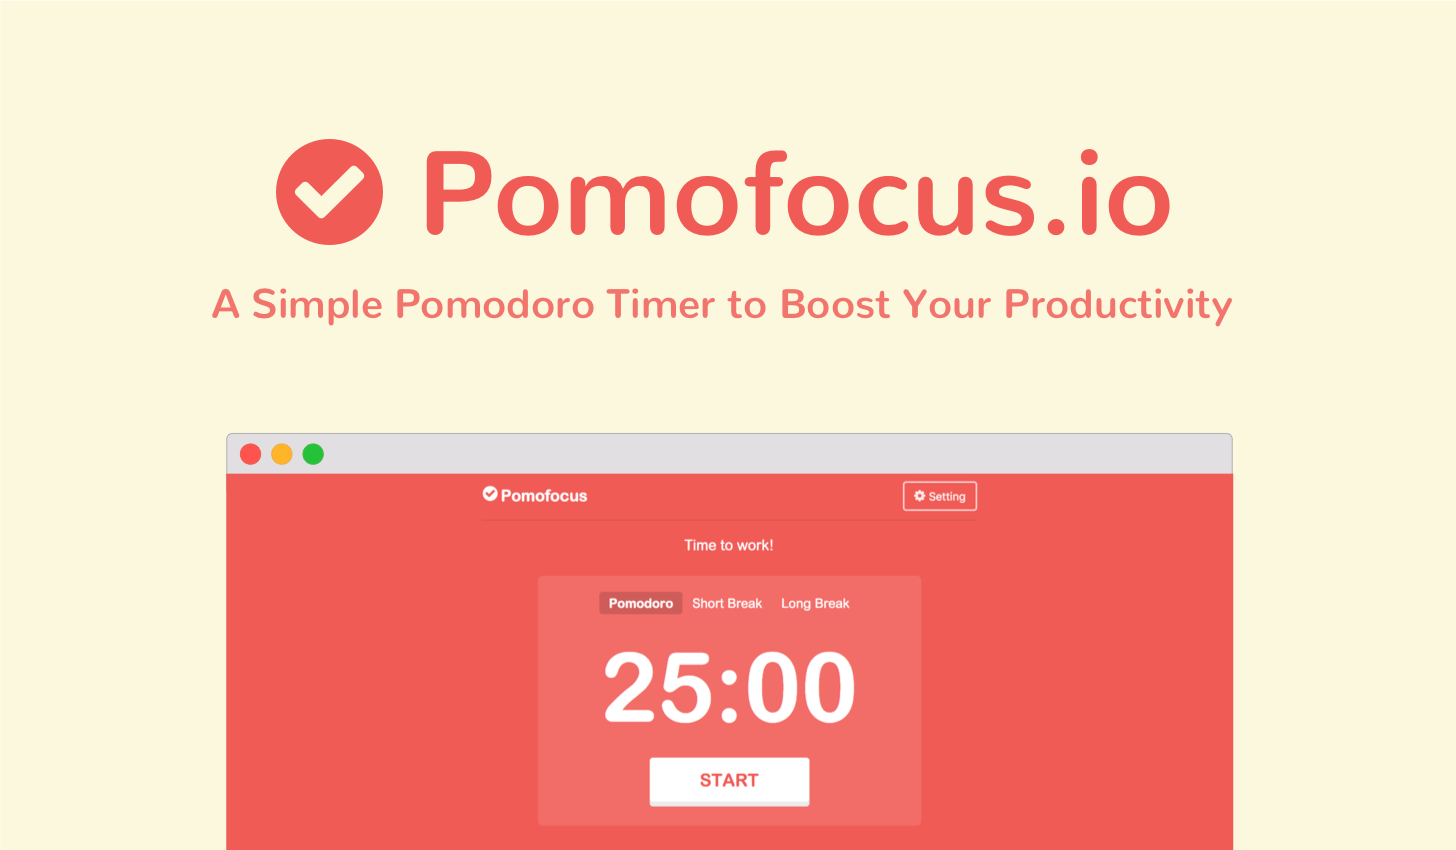 Pomofocus.io
A Simple Pomodoro Timer to Boost Your Productivity
Pomofocus
Setting
Time to work!
Pomodoro Short Break Long Break
25:00
START